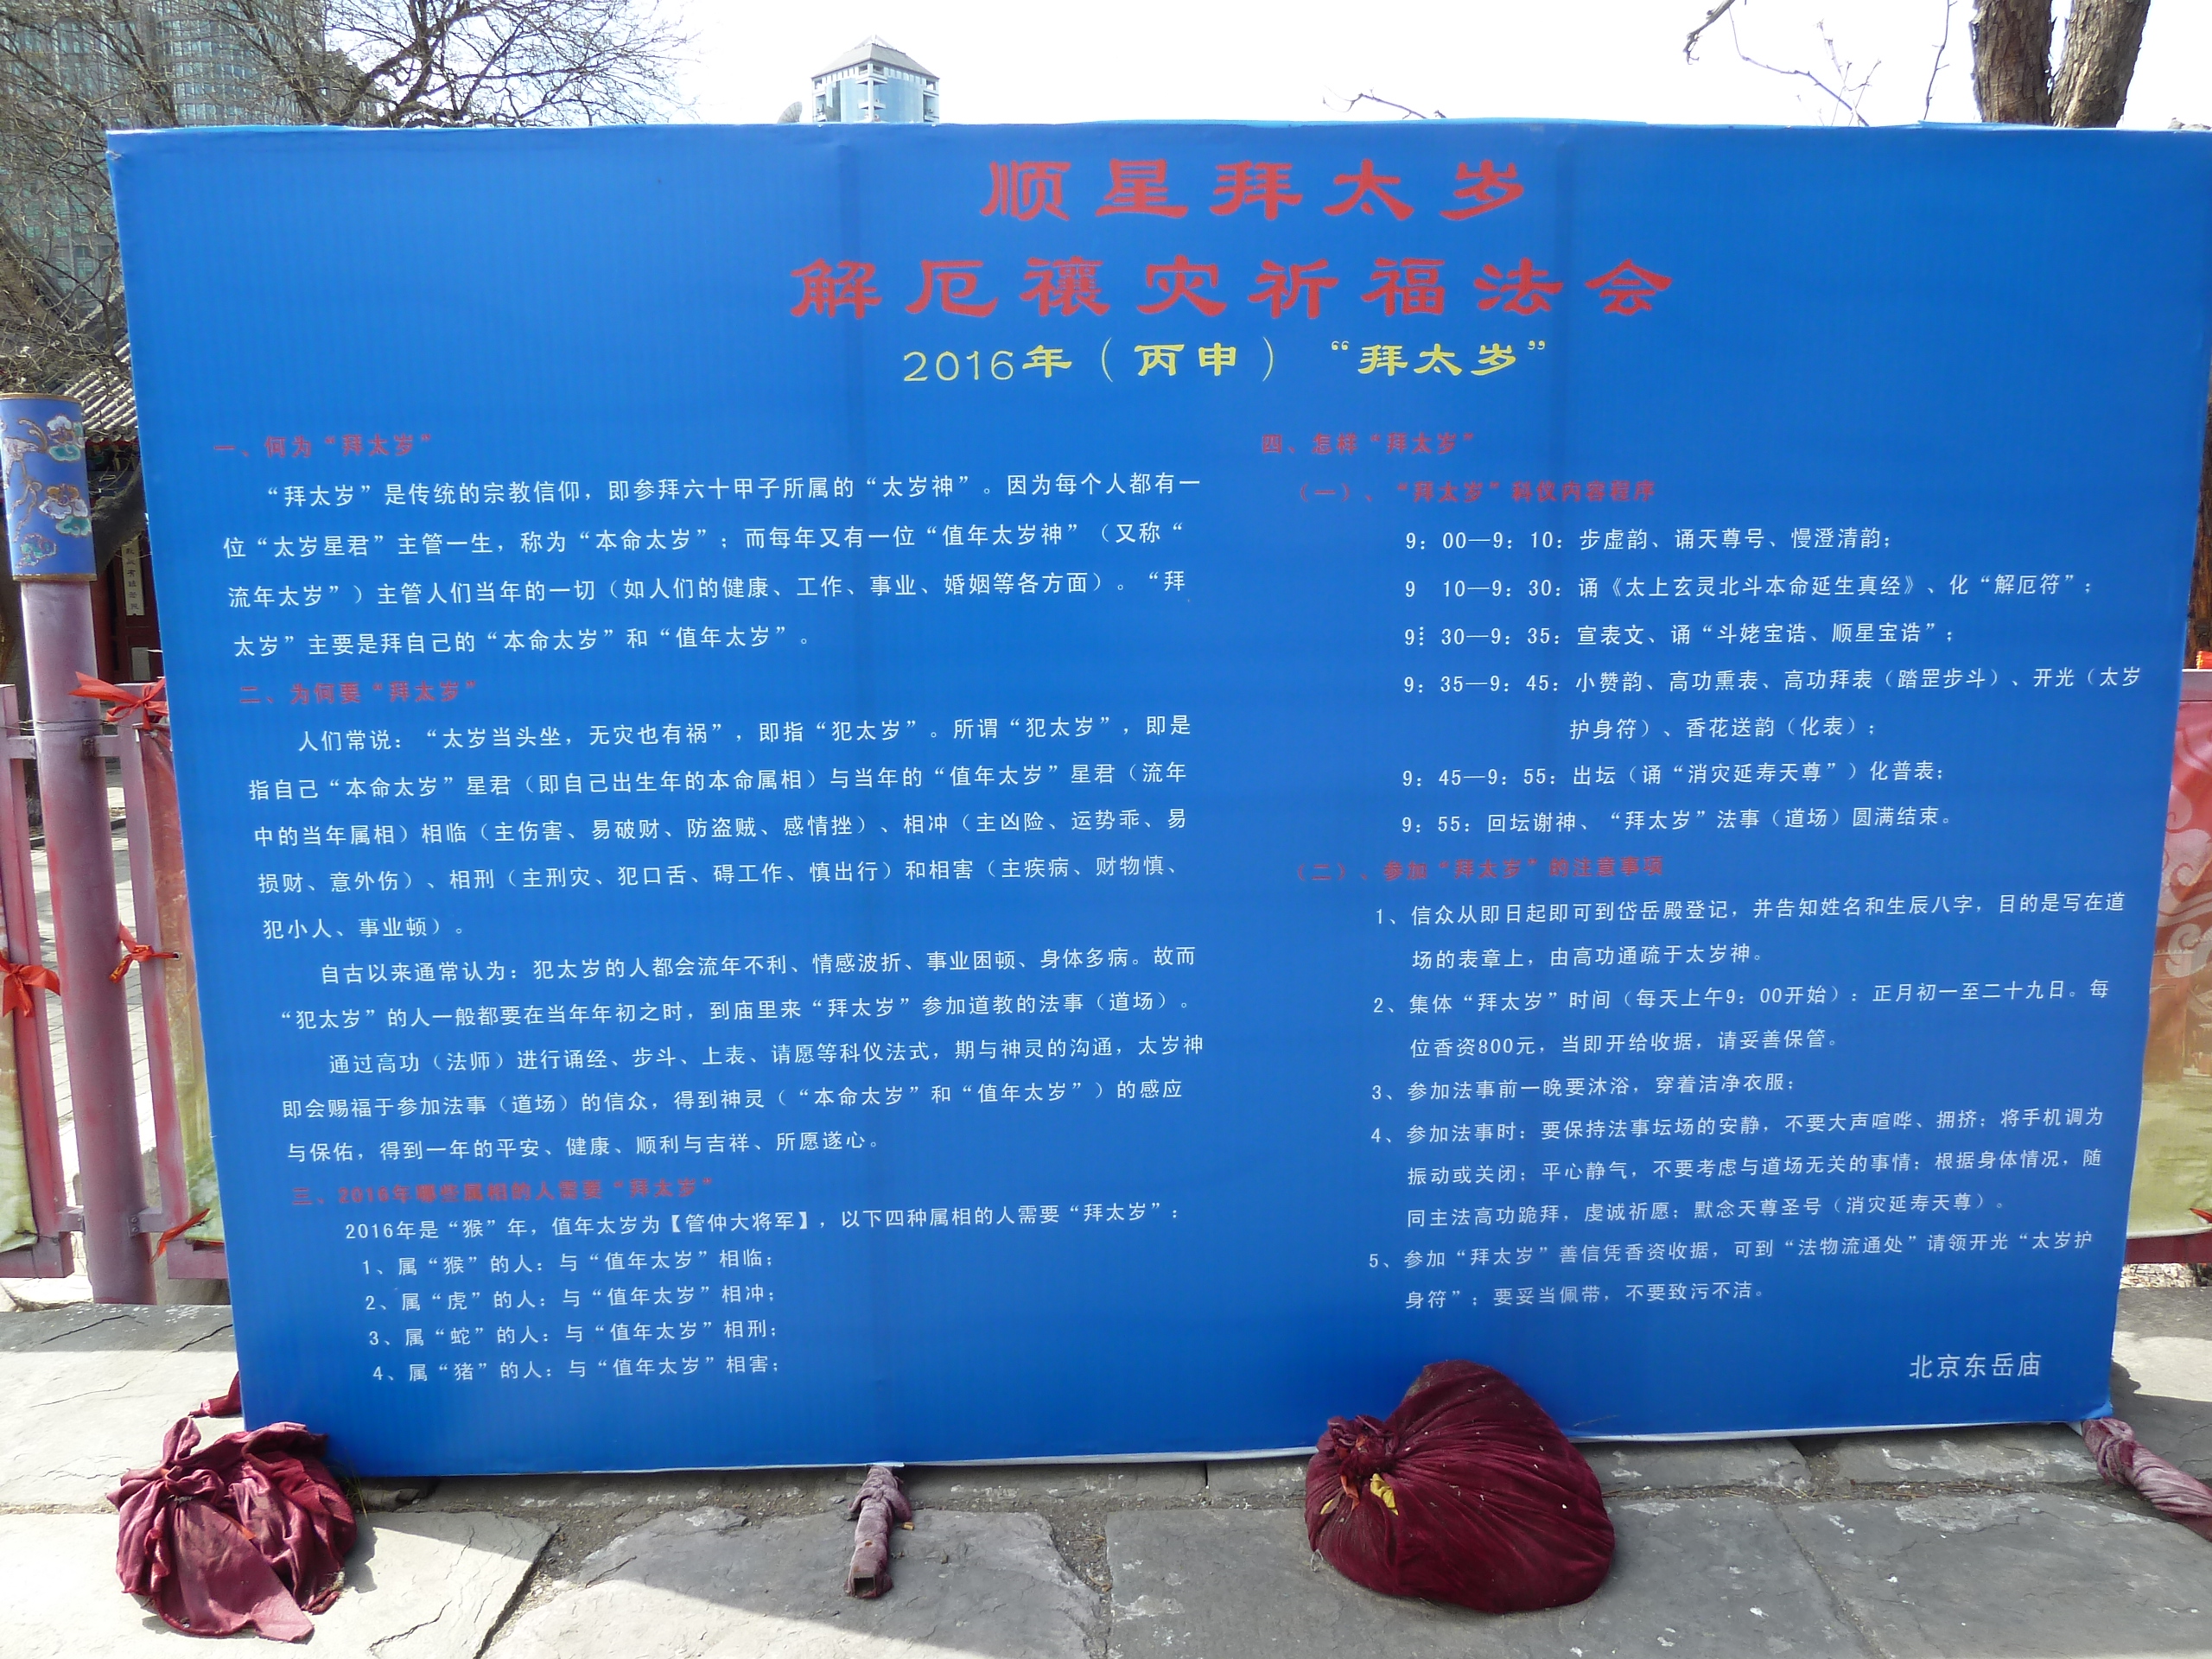 顺星拜太岁
解厄禳灾祈福法会
2016年（丙申）“拜太岁”
一、何为“拜太岁”
“拜太岁”是传统的宗教信仰，即参拜六十甲子所属的“太岁神”。因为每个人都有一
位“太岁星君”主管一生，称为“本命太岁”；而每年又有一位“值年太岁神”（又称“
流年太岁”）主管人们当年的一切（如人们的健康、工作、事业、婚姻等各方面）。“拜
太岁”主要是拜自己的“本命太岁”和“值年太岁”。
二、为何要“拜太岁”
人们常说：“太岁当头坐，无灾也有祸”，即指“犯太岁”。所谓“犯太岁”，即是
指自己“本命太岁”星君（即自己出生年的本命属相）与当年的“值年太岁”星君（流年
中的当年属相）相临（主伤害、易破财、防盗贼、感情挫）、相冲（主凶险、运势乖、易
损财、意外伤）、相刑（主刑灾、犯口舌、碍工作、慎出行）和相害（主疾病、财物慎、
犯小人、事业顿）。
自古以来通常认为：犯太岁的人都会流年不利、情感波折、事业困顿、身体多病。故而
“犯太岁”的人一般都要在当年年初之时，到庙里来“拜太岁”参加道教的法事（道场）。
通过高功（法师）进行诵经、步斗、上表、请愿等科仪法式，期与神灵的沟通，太岁神
即会赐福于参加法事（道场）的信众，得到神灵（“本命太岁”和“值年太岁”）的感应
与保佑，得到一年的平安、健康、顺利与吉祥、所愿遂心。
三、2016年哪些属相的人需要“拜太岁”
2016年是“猴”年，值年太岁为【管仲大将军】，以下四种属相的人需要“拜太岁”：
1、属“猴”的人：与“值年太岁”相临；
2、属“虎”的人：与“值年太岁”相冲；
3、属“蛇”的人：与“值年太岁”相刑；
4、属“猪”的人：与“值年太岁”相害；
四、怎样“拜太岁”
（一）、“拜太岁”科仪内容程序
9：00—9：10：步虚韵、诵天尊号、慢澄清韵；
9 10—9：30：诵《太上玄灵北斗本命延生真经》、化“解厄符”；
9：30—9：35：宣表文、诵“斗姥宝诰、顺星宝诰”；
9：35—9：45：小赞韵、高功熏表、高功拜表（踏罡步斗）、开光（太岁
护身符）、香花送韵（化表）；
9：45—9：55：出坛（诵“消灾延寿天尊”）化普表；
9：55：回坛谢神、“拜太岁”法事（道场）圆满结束。
（二）、参加“拜太岁”的注意事项
1、信众从即日起即可到岱岳殿登记，并告知姓名和生辰八字，目的是写在道
场的表章上，由高功通疏于太岁神。
2、集体“拜太岁”时间（每天上午9：00开始）：正月初一至二十九日。每
位香资800元，当即开给收据，请妥善保管。
3、参加法事前一晚要沐浴，穿着洁净衣服；
4、参加法事时：要保持法事坛场的安静，不要大声喧哗、拥挤；将手机调为
振动或关闭；平心静气，不要考虑与道场无关的事情；根据身体情况，随
同主法高功跪拜，虔诚祈愿；默念天尊圣号（消灾延寿天尊）。
5、参加“拜太岁”善信凭香资收据，可到“法物流通处”请领开光“太岁护
身符”；要妥当佩带，不要致污不洁。
北京东岳庙